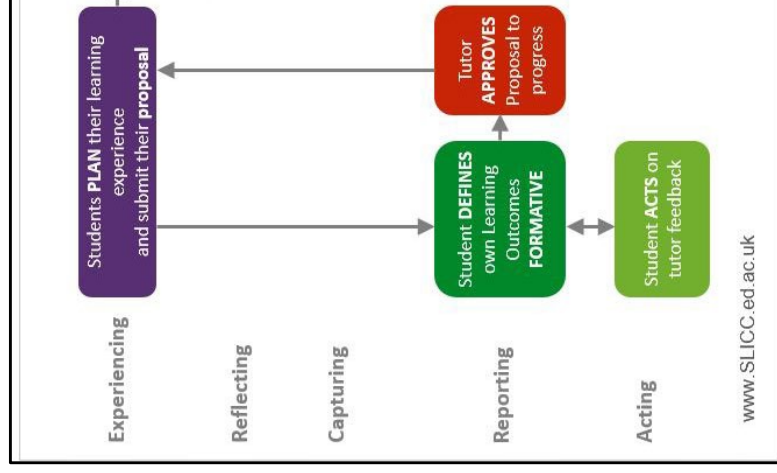 Experiencing
Students PLAN their learning
experience
and submit their proposal
Reflecting
Capturing
Reporting
Student DEFINES
own Learning
Outcomes
FORMATIVE
Tutor
APPROVES
Proposal to
progress
Acting
Student ACTS on
tutor feedback
www.SLICC.ed.ac.uk